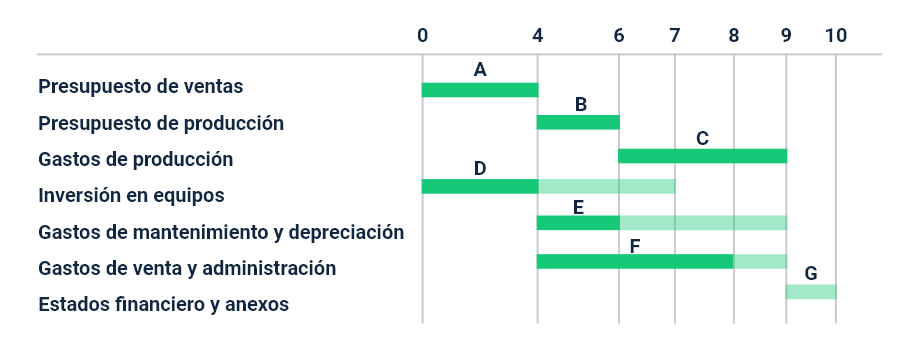 0 4 6 7 8 9 10
A
Presupuesto de ventas
B
Presupuesto de producción
C
Gastos de producción
D
Inversión en equipos
E
Gastos de mantenimiento y depreciación
F
Gastos de venta y administración
G
Estados financiero y anexos